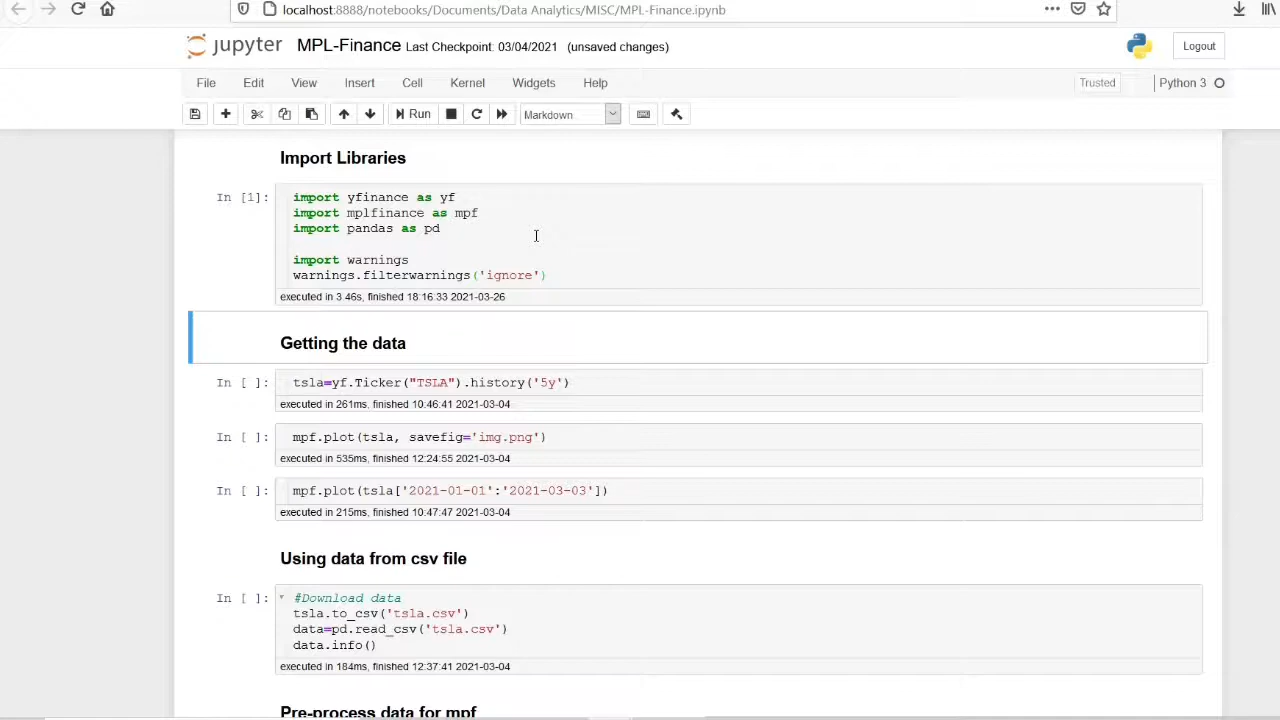 localhost:8888/notebooks/Documents/Data Analytics/MISC/MPL-Finance.ipynb
jupyter MPL-Finance Last Checkpoint: 03/04/2021 (unsaved changes) Logout
File Edit View Insert Cell Kernel Widgets Help Trusted Python 3
Run Markdown
Import Libraries
In [1]: import yfinance as yf
import mplfinance as mpf
import pandas as pd
import warnings
warnings.filterwarnings('ignore')
executed in 3.46s, finished 18:16:33 2021-03-26
Getting the data
In [ ]: tsla=yf.Ticker("TSLA").history('5y')
executed in 261ms, finished 10:46:41 2021-03-04
In [ ]: mpf.plot(tsla, savefig='img.png')
executed in 535ms, finished 12:24:55 2021-03-04
In [ ]: mpf.plot(tsla['2021-01-01':'2021-03-03'])
executed in 215ms, finished 10:47:47 2021-03-04
Using data from csv file
In [ ]: #Download data
tsla.to_csv('tsla.csv')
data=pd.read_csv('tsla.csv')
data.info()
executed in 184ms, finished 12:37:41 2021-03-04
Pre-process data for mpf